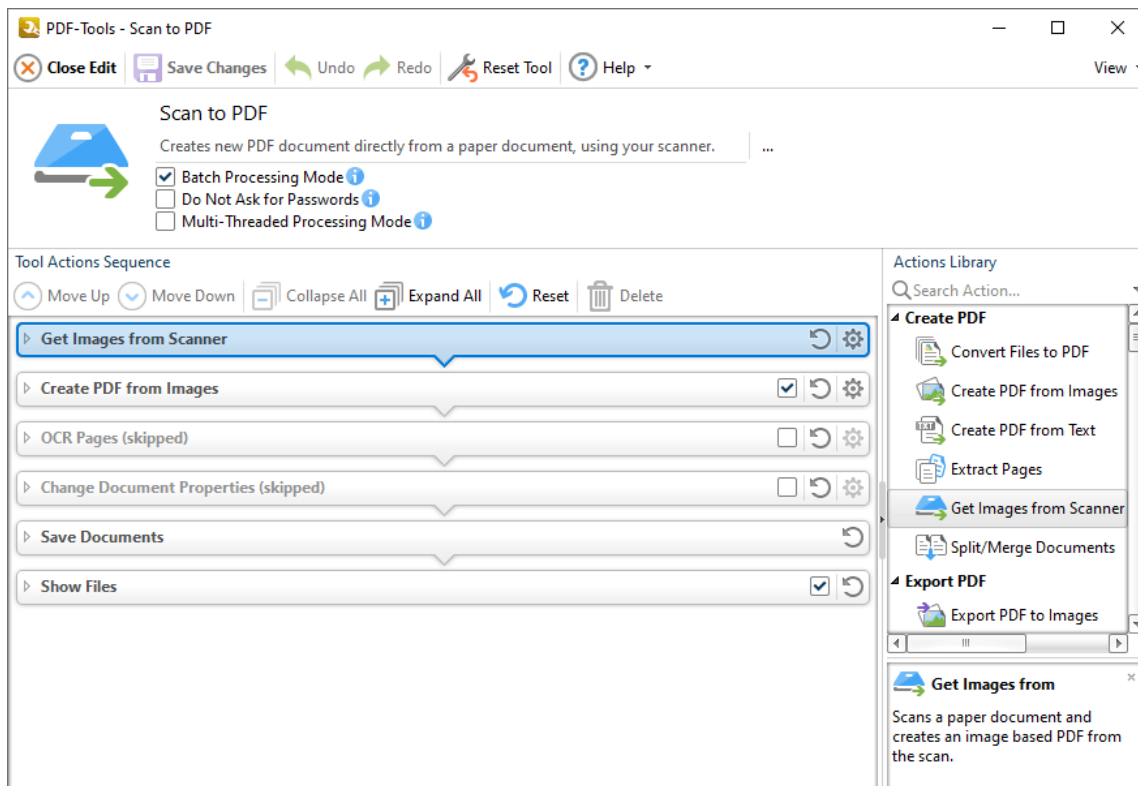 PDF-Tools - Scan to PDF
Close Edit Save Changes Undo Redo Reset Tool Help View
Scan to PDF
Creates new PDF document directly from a paper document, using your scanner. ...
Batch Processing Mode
Do Not Ask for Passwords
Multi-Threaded Processing Mode
Tool Actions Sequence
Move Up Move Down Collapse All Expand All Reset Delete
Get Images from Scanner
Create PDF from Images
OCR Pages (skipped)
Change Document Properties (skipped)
Save Documents
Show Files
Actions Library
Search Action...
Create PDF
Convert Files to PDF
Create PDF from Images
TXT Create PDF from Text
Extract Pages
Get Images from Scanner
Split/Merge Documents
Export PDF
Export PDF to Images
Get Images from
Scans a paper document and
creates an image based PDF from
the scan.